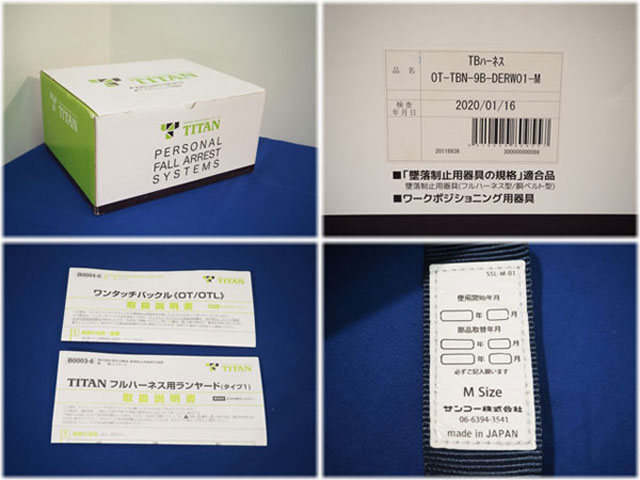 TITAN
TITAN
PERSONAL
FALL ARREST
SYSTEMS
品名
TBハーネス
OT-TBN-9B-DERW01-M
検査
年月日
2020/01/16
20118838
300000000000
■「墜落制止用器具の規格」適合品
墜落制止用器具(フルハーネス型/胴ベルト型)
■ワークポジショニング用器具
B0004-6
TITAN
ワンタッチバックル(OT/OTL)
取扱説明書
B0003-6
TITAN
TITAN フルハーネス用ランヤード(タイプ1)
取扱説明書
SSL-M-01
使用開始年月
年 月
部品取替年月
年 月
年 月
必ずご記入願います
M Size
サンコー株式会社
06-6394-3541
made in JAPAN